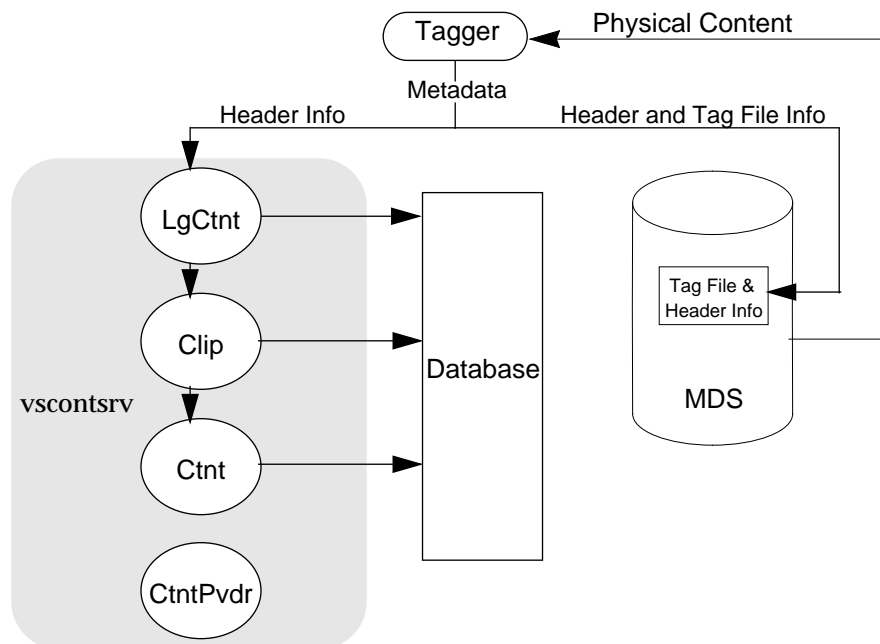 Tagger
Physical Content
Metadata
Header Info
Header and Tag File Info
LgCtnt
Tag File &
Header Info
Clip
Database
MDS
vscontsrv
Ctnt
CtntPvdr